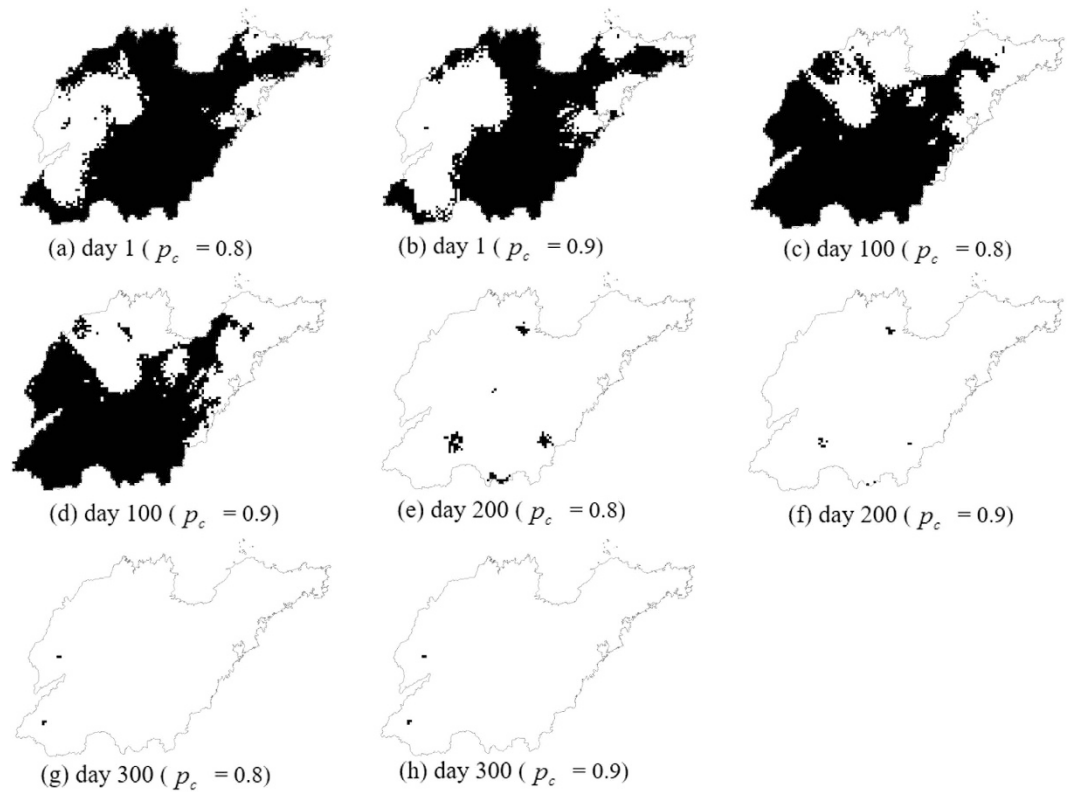 (a) day 1 ( p_c = 0.8)
(b) day 1 ( p_c = 0.9)
(c) day 100 ( p_c = 0.8)
(d) day 100 ( p_c = 0.9)
(e) day 200 ( p_c = 0.8)
(f) day 200 ( p_c = 0.9)
(g) day 300 ( p_c = 0.8)
(h) day 300 ( p_c = 0.9)